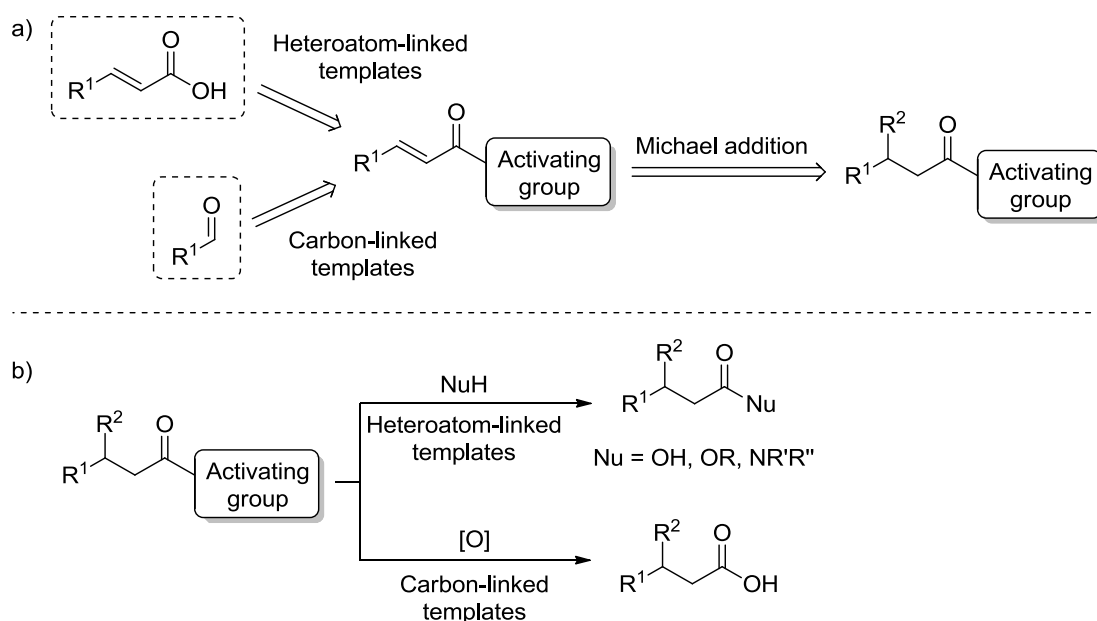 a)
O
R¹
OH
Heteroatom-linked
templates
O
R¹
Carbon-linked
templates
O
R¹
Activating
group
Michael addition
R²
O
R¹
Activating
group
b)
R²
O
R¹
Activating
group
NuH
Heteroatom-linked
templates
R²
O
R¹
Nu
Nu = OH, OR, NR'R"
[O]
Carbon-linked
templates
R²
O
R¹
OH